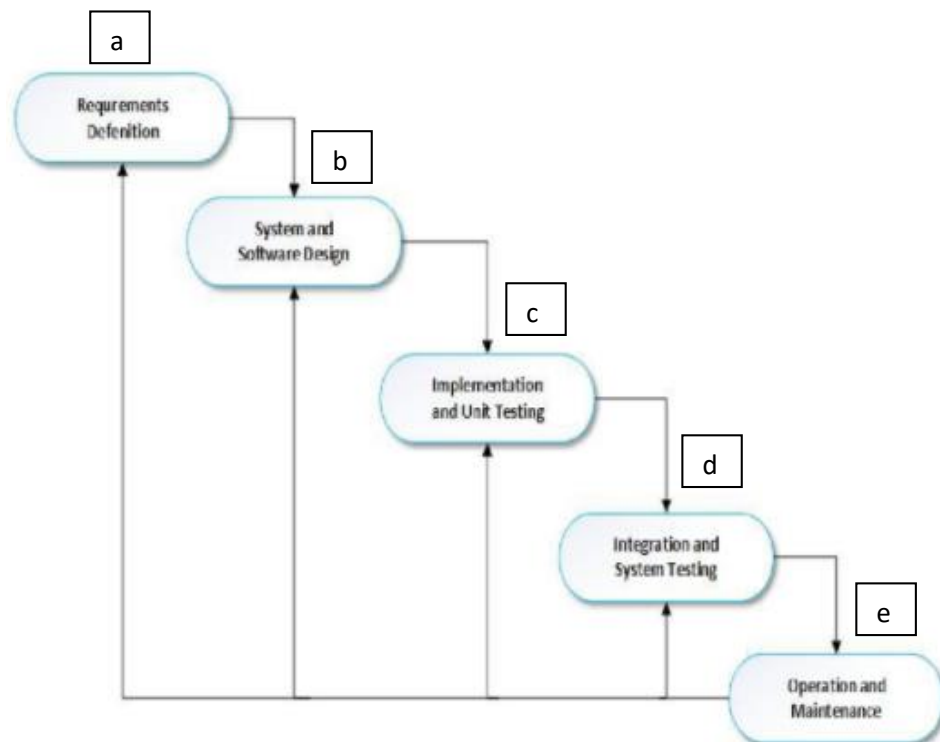 a
Requrements
Defenition
b
System and
Software Design
c
Implementation
and Unit Testing
d
Integration and
System Testing
e
Operation and
Maintenance